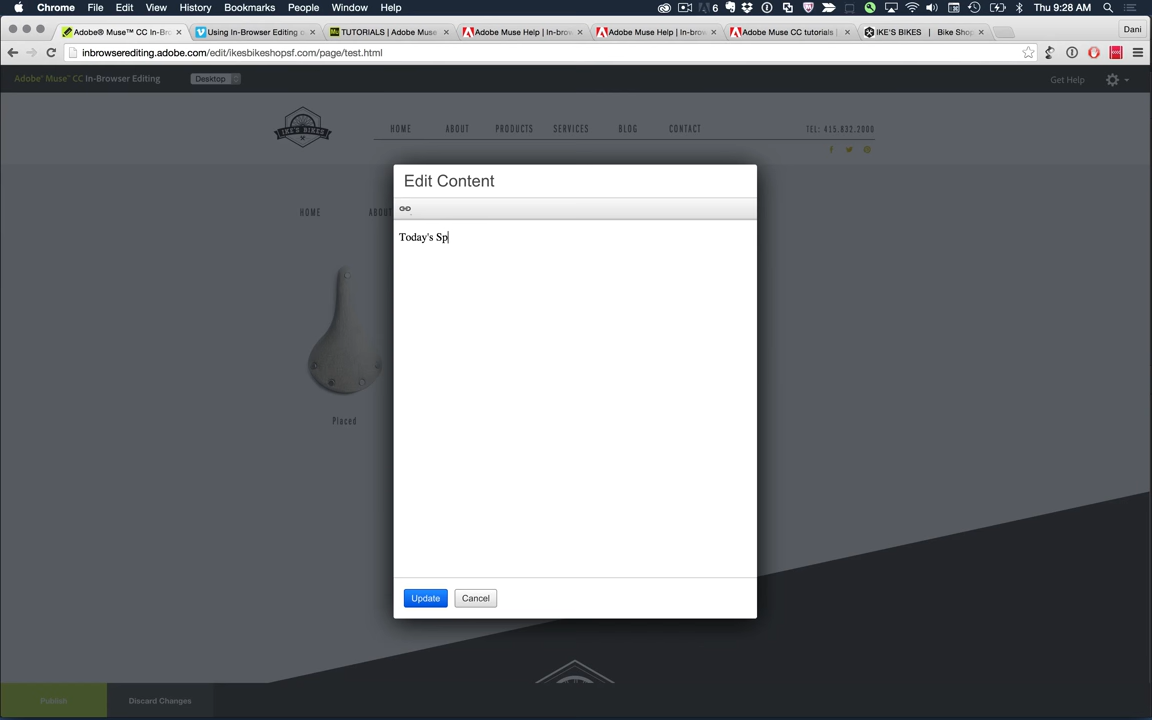 Chrome File Edit View History Bookmarks People Window Help 6 Thu 9:28 AM
Adobe® Muse™ CC In-Br Using In-Browser Editing TUTORIALS | Adobe Muse Adobe Muse Help | In-brow Adobe Muse Help | In-brow Adobe Muse CC tutorials | IKE'S BIKES | Bike Shop Dani
inbrowserediting.adobe.com/edit/ikesbikeshopsf.com/page/test.html
Adobe® Muse™ CC In-Browser Editing Desktop Get Help
IKE'S BIKES HOME ABOUT PRODUCTS SERVICES BLOG CONTACT TEL: 415.832.2000
Edit Content
HOME ABOUT
Today's Sp
Placed
Update Cancel
Publish Discard Changes